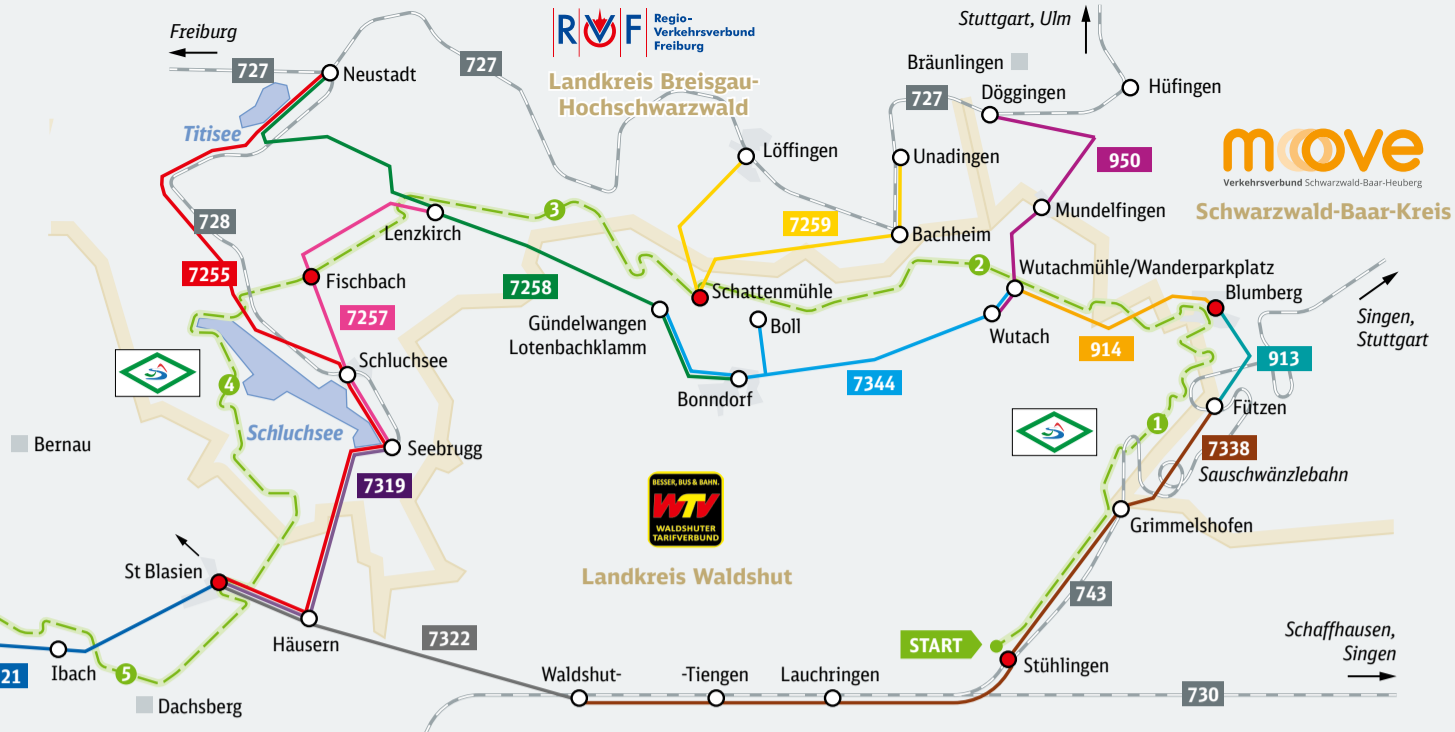 Freiburg
727
Neustadt
727
R V F
Regio-
Verkehrsverbund
Freiburg
Landkreis Breisgau-
Hochschwarzwald
Stuttgart, Ulm
Bräunlingen
727
Döggingen
Hüfingen
Titisee
Löffingen
Unadingen
950
moove
Verkehrsverbund Schwarzwald-Baar-Heuberg
Schwarzwald-Baar-Kreis
728
Lenzkirch
3
7259
Bachheim
Mundelfingen
7255
Fischbach
7258
Schattenmühle
2
Wutachmühle/Wanderparkplatz
Blumberg
Singen,
Stuttgart
7257
Gündelwangen
Lotenbachklamm
Boll
Wutach
914
913
Schluchsee
4
Bonndorf
7344
Fützen
Bernau
Schluchsee
Seebrugg
1
7338
Sauschwänzlebahn
7319
BESSER, BUS & BAHN.
WTV
WALDSHUTER
TARIFVERBUND
Grimmelshofen
St Blasien
Landkreis Waldshut
743
Häusern
7322
START
Stühlingen
Schaffhausen,
Singen
21
Ibach
5
Waldshut-
-Tiengen
Lauchringen
730
Dachsberg